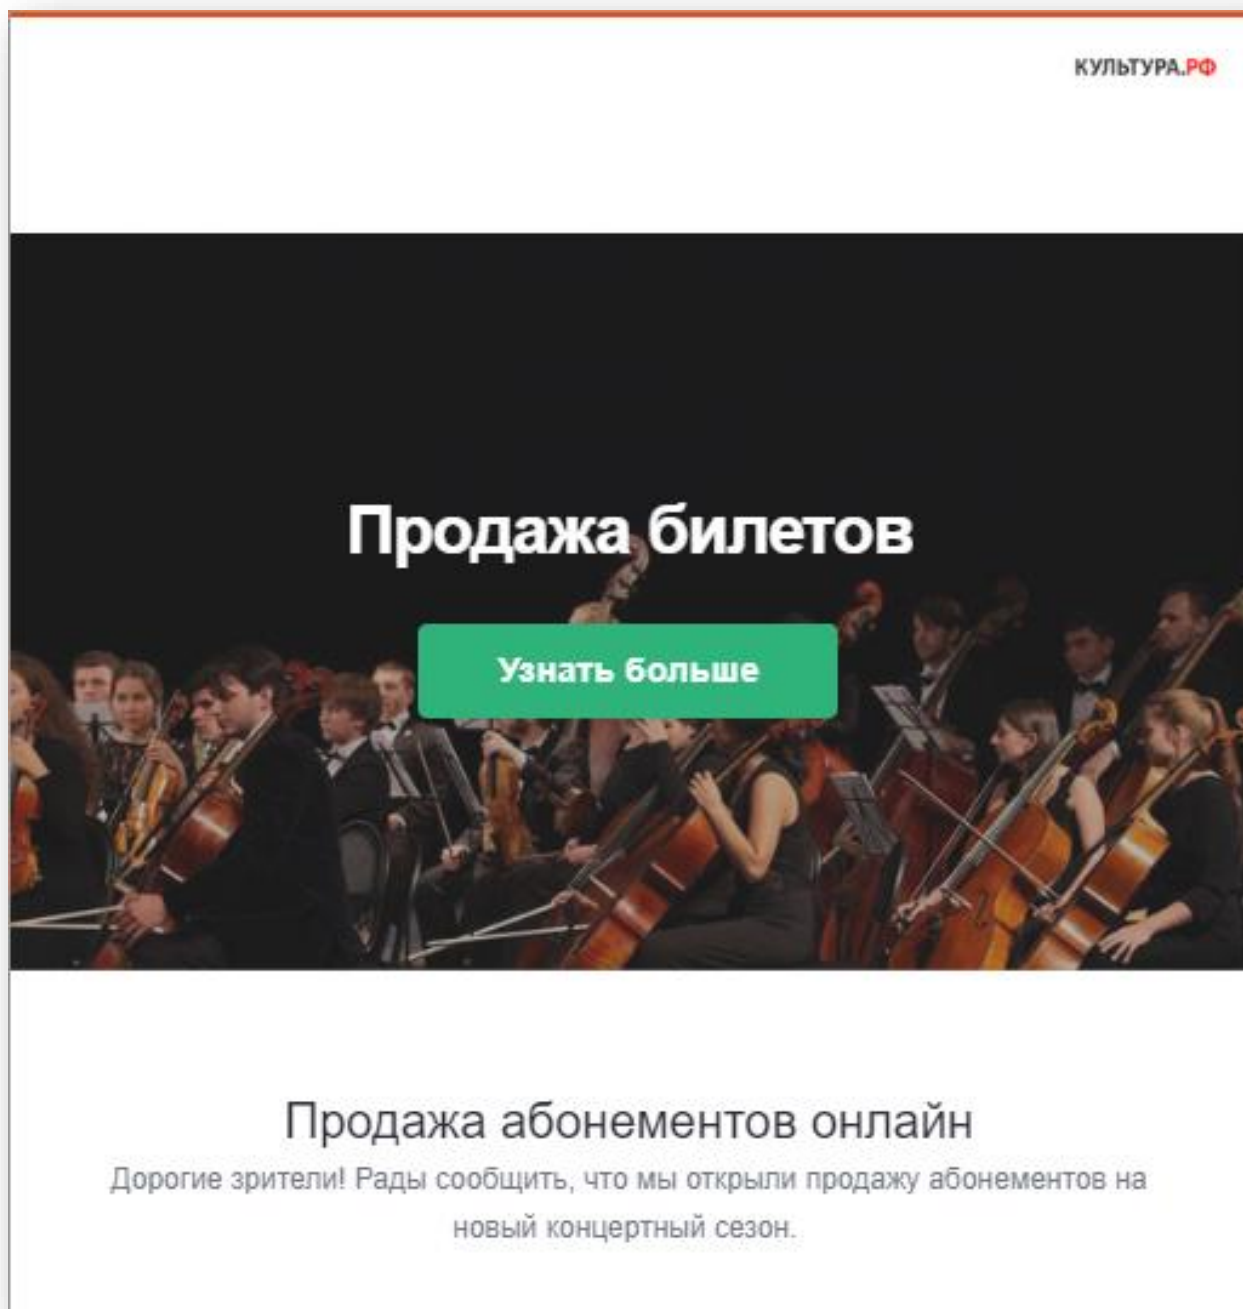 КУЛЬТУРА.РФ
Продажа билетов
Узнать больше
Продажа абонементов онлайн
Дорогие зрители! Рады сообщить, что мы открыли продажу абонементов на
новый концертный сезон.